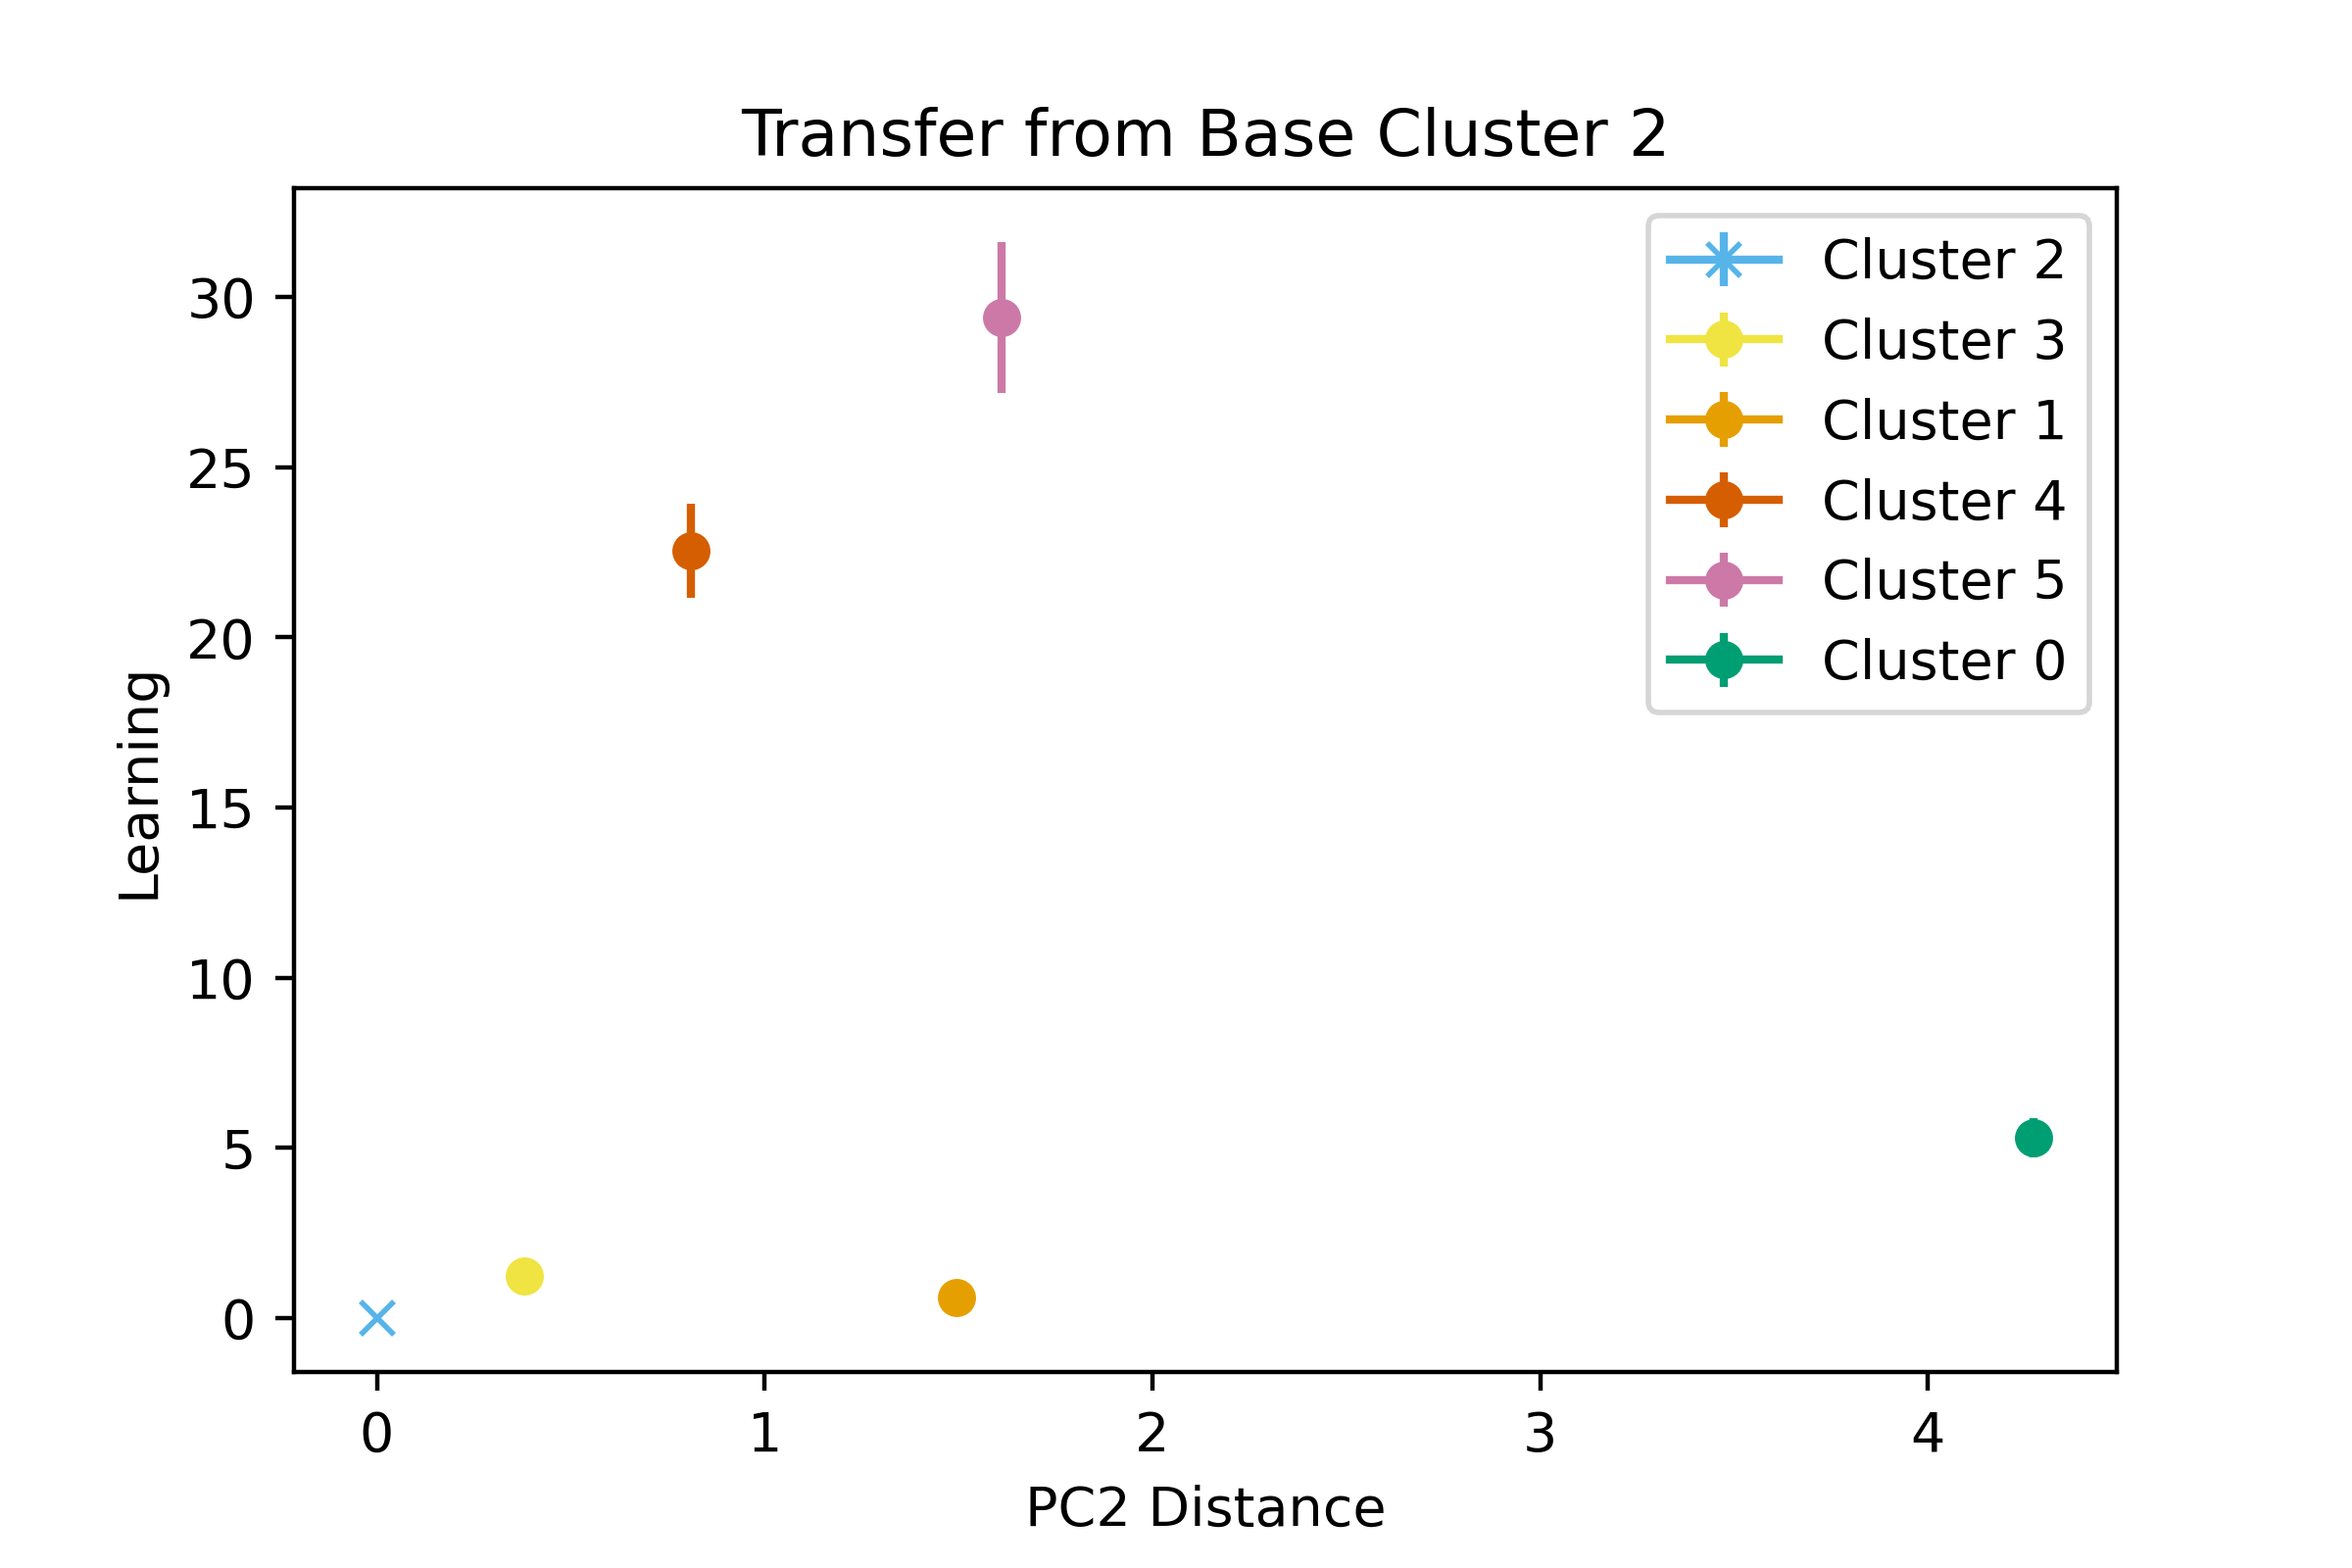 Transfer from Base Cluster 2
Cluster 2
Cluster 3
Cluster 1
Cluster 4
Cluster 5
Cluster 0
Learning
30
25
20
15
10
5
0
0 1 2 3 4
PC2 Distance